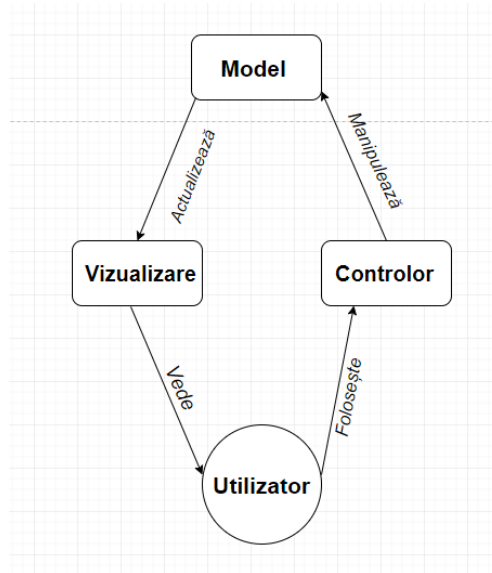 Model
Actualizează
Manipulează
Vizualizare
Controlor
Vede
Folosește
Utilizator